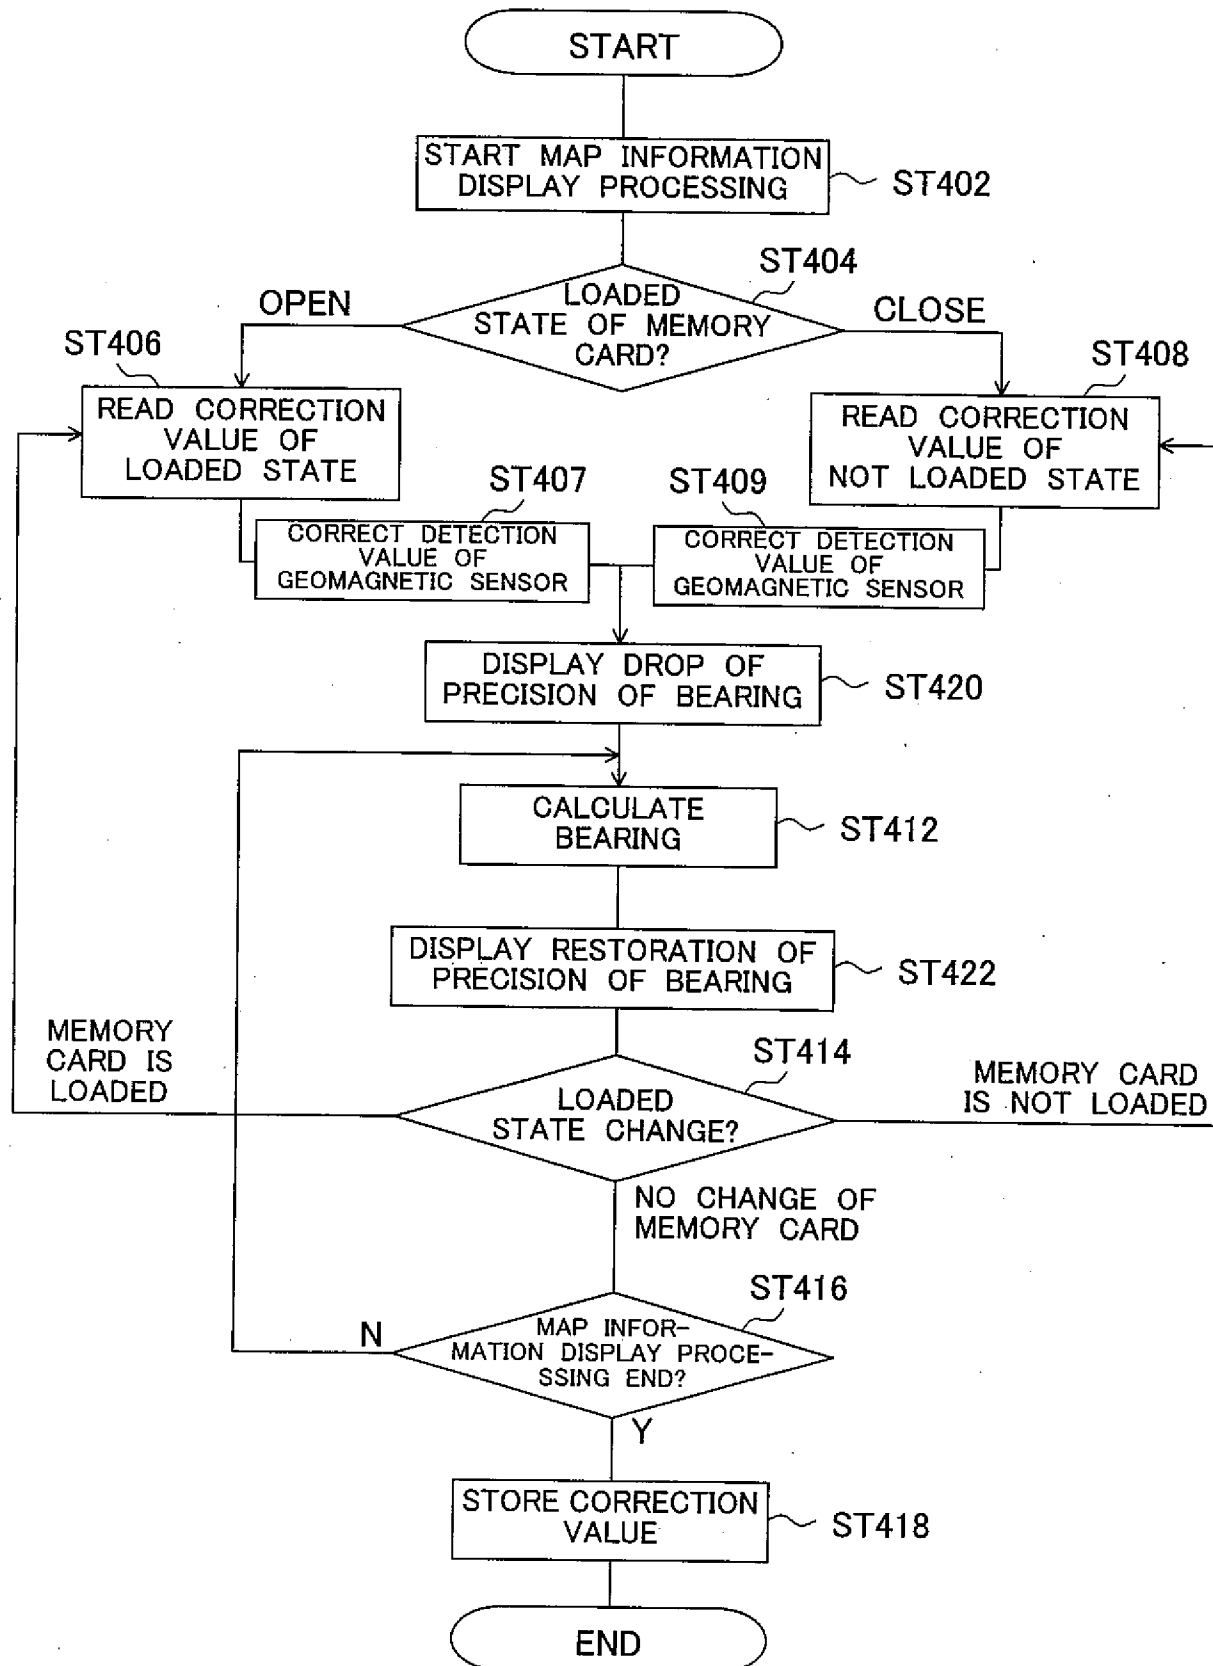 START
START MAP INFORMATION
DISPLAY PROCESSING
ST402
ST404
LOADED
STATE OF MEMORY
CARD?
OPEN
CLOSE
ST406
READ CORRECTION
VALUE OF
LOADED STATE
ST408
READ CORRECTION
VALUE OF
NOT LOADED STATE
ST407
CORRECT DETECTION
VALUE OF
GEOMAGNETIC SENSOR
ST409
CORRECT DETECTION
VALUE OF
GEOMAGNETIC SENSOR
DISPLAY DROP OF
PRECISION OF BEARING
ST420
CALCULATE
BEARING
ST412
DISPLAY RESTORATION OF
PRECISION OF BEARING
ST422
MEMORY
CARD IS
LOADED
ST414
LOADED
STATE CHANGE?
MEMORY CARD
IS NOT LOADED
NO CHANGE OF
MEMORY CARD
ST416
N
MAP INFOR-
MATION DISPLAY PROCE-
SSING END?
Y
STORE CORRECTION
VALUE
ST418
END